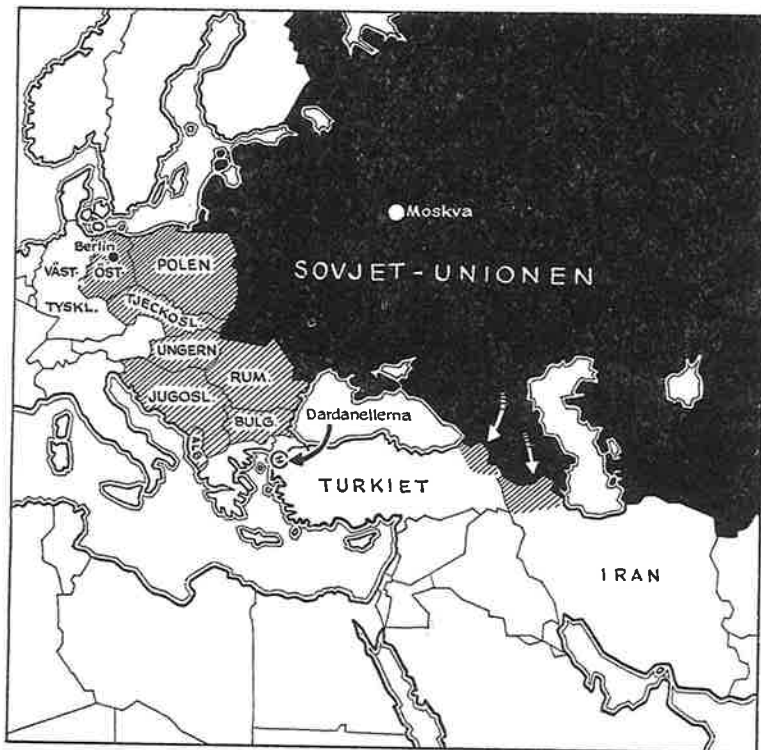 Moskva
SOVJET-UNIONEN
Berlin
VÄST-
ÖST-
POLEN
TYSKL.
TJECKOSL.
UNGERN
RUM.
JUGOSL.
BULG.
ALB.
Dardanellerna
TURKIET
IRAN